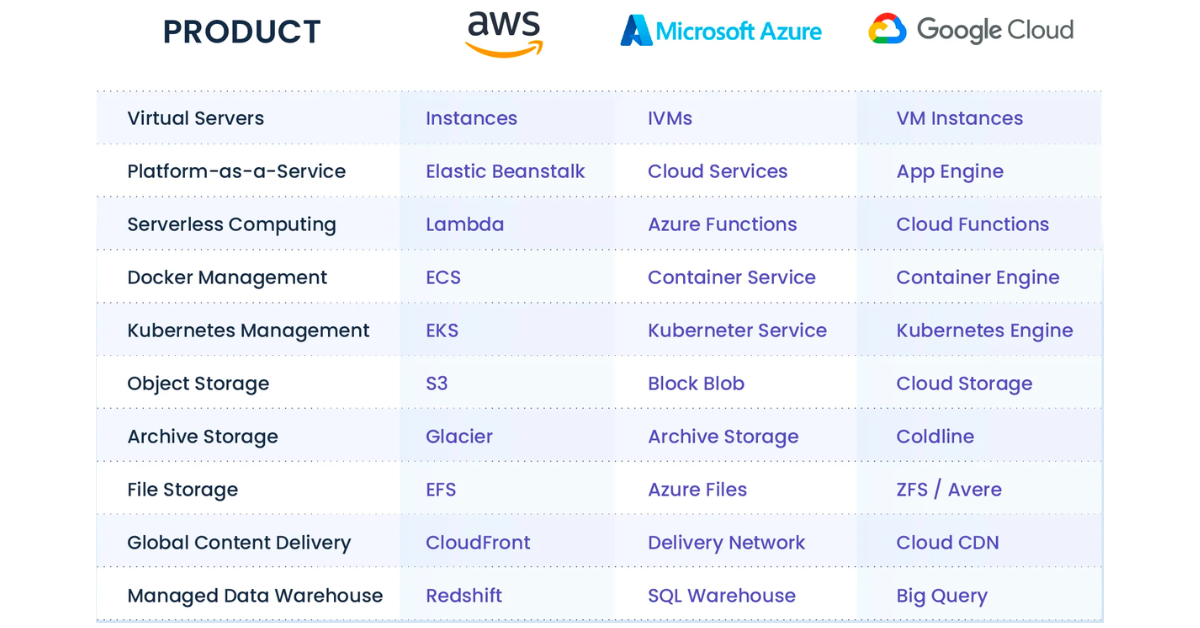 PRODUCT aws Microsoft Azure Google Cloud
Virtual Servers Instances IVMs VM Instances
Platform-as-a-Service Elastic Beanstalk Cloud Services App Engine
Serverless Computing Lambda Azure Functions Cloud Functions
Docker Management ECS Container Service Container Engine
Kubernetes Management EKS Kuberneter Service Kubernetes Engine
Object Storage S3 Block Blob Cloud Storage
Archive Storage Glacier Archive Storage Coldline
File Storage EFS Azure Files ZFS / Avere
Global Content Delivery CloudFront Delivery Network Cloud CDN
Managed Data Warehouse Redshift SQL Warehouse Big Query